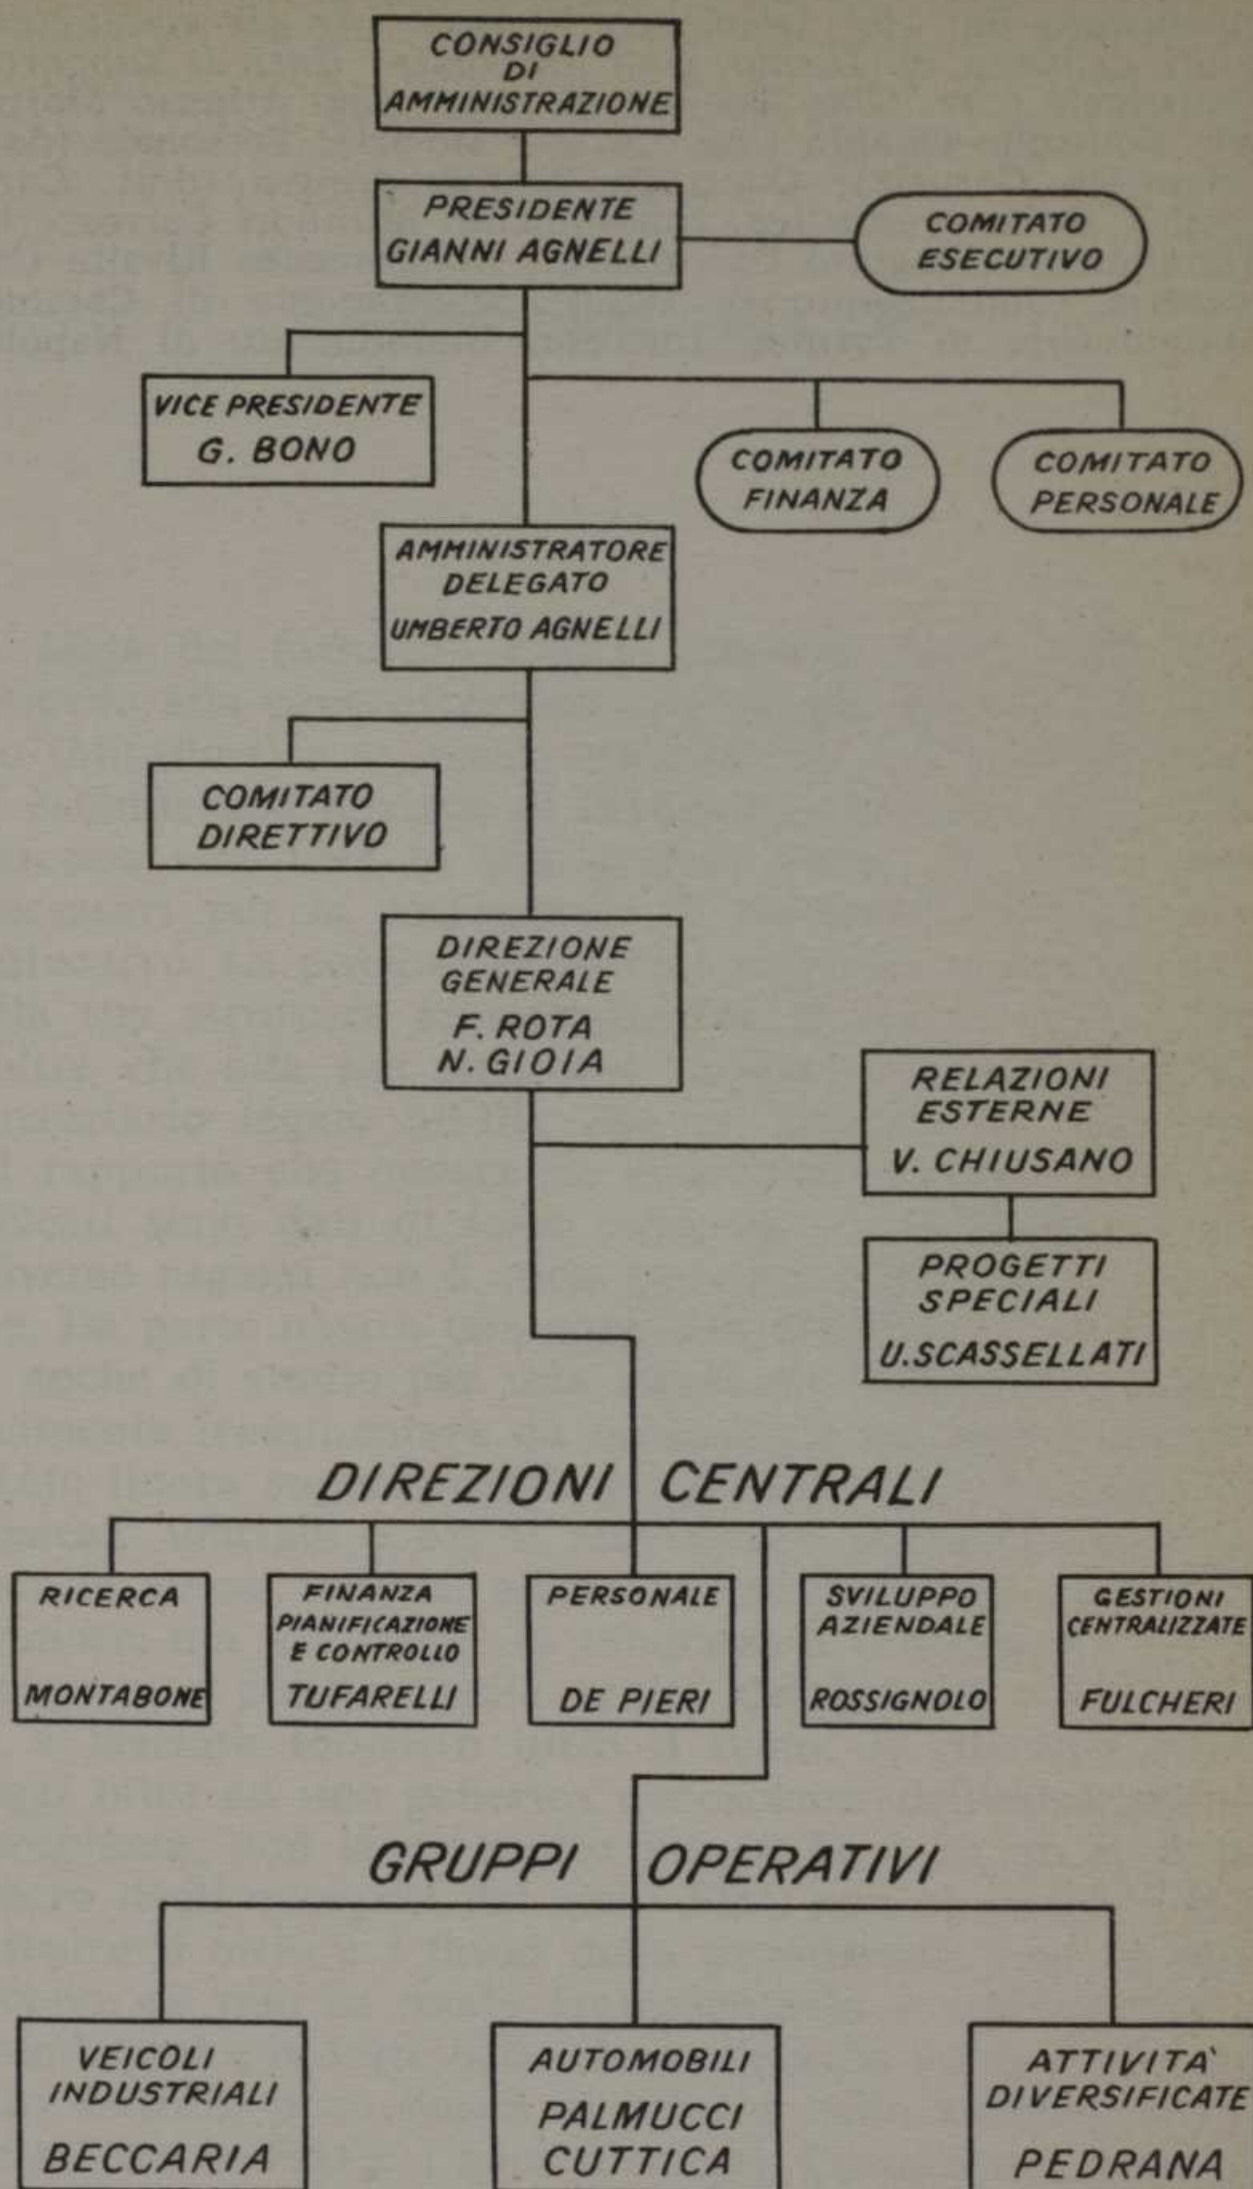 CONSIGLIO
DI
AMMINISTRAZIONE
PRESIDENTE
GIANNI AGNELLI
COMITATO
ESECUTIVO
VICE PRESIDENTE
G. BONO
COMITATO
FINANZA
COMITATO
PERSONALE
AMMINISTRATORE
DELEGATO
UMBERTO AGNELLI
COMITATO
DIRETTIVO
DIREZIONE
GENERALE
F. ROTA
N. GIOIA
RELAZIONI
ESTERNE
V. CHIUSANO
PROGETTI
SPECIALI
U. SCASSELLATI
DIREZIONI CENTRALI
RICERCA
MONTABONE
FINANZA
PIANIFICAZIONE
E CONTROLLO
TUFARELLI
PERSONALE
DE PIERI
SVILUPPO
AZIENDALE
ROSSIGNOLO
GESTIONI
CENTRALIZZATE
FULCHERI
GRUPPI OPERATIVI
VEICOLI
INDUSTRIALI
BECCARIA
AUTOMOBILI
PALMUCCI
CUTTICA
ATTIVITA'
DIVERSIFICATE
PEDRANA